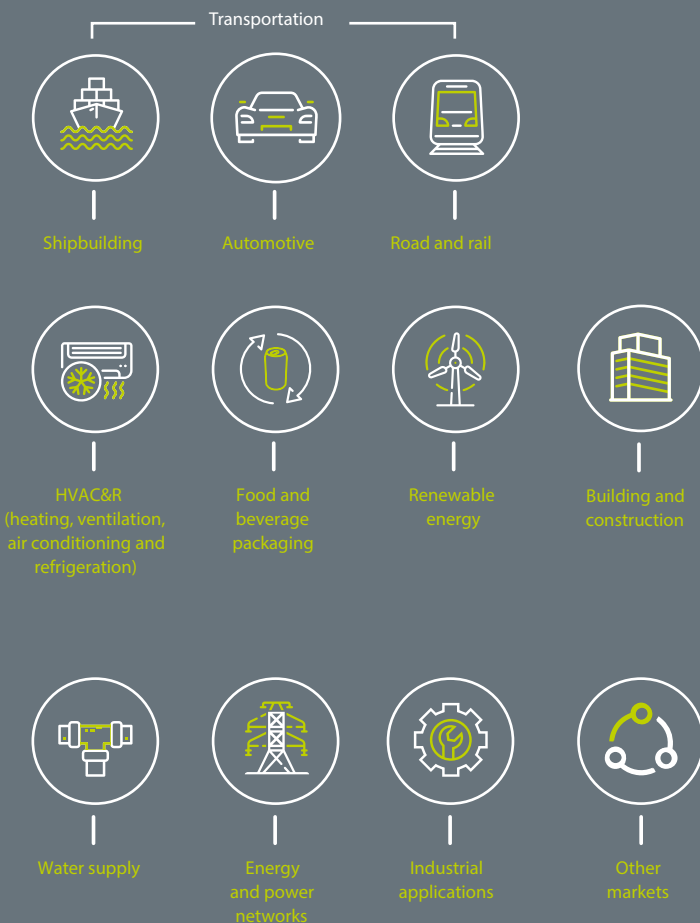 Transportation
Shipbuilding
Automotive
Road and rail
HVAC&R
(heating, ventilation,
air conditioning and
refrigeration)
Food and
beverage
packaging
Renewable
energy
Building and
construction
Water supply
Energy
and power
networks
Industrial
applications
Other
markets